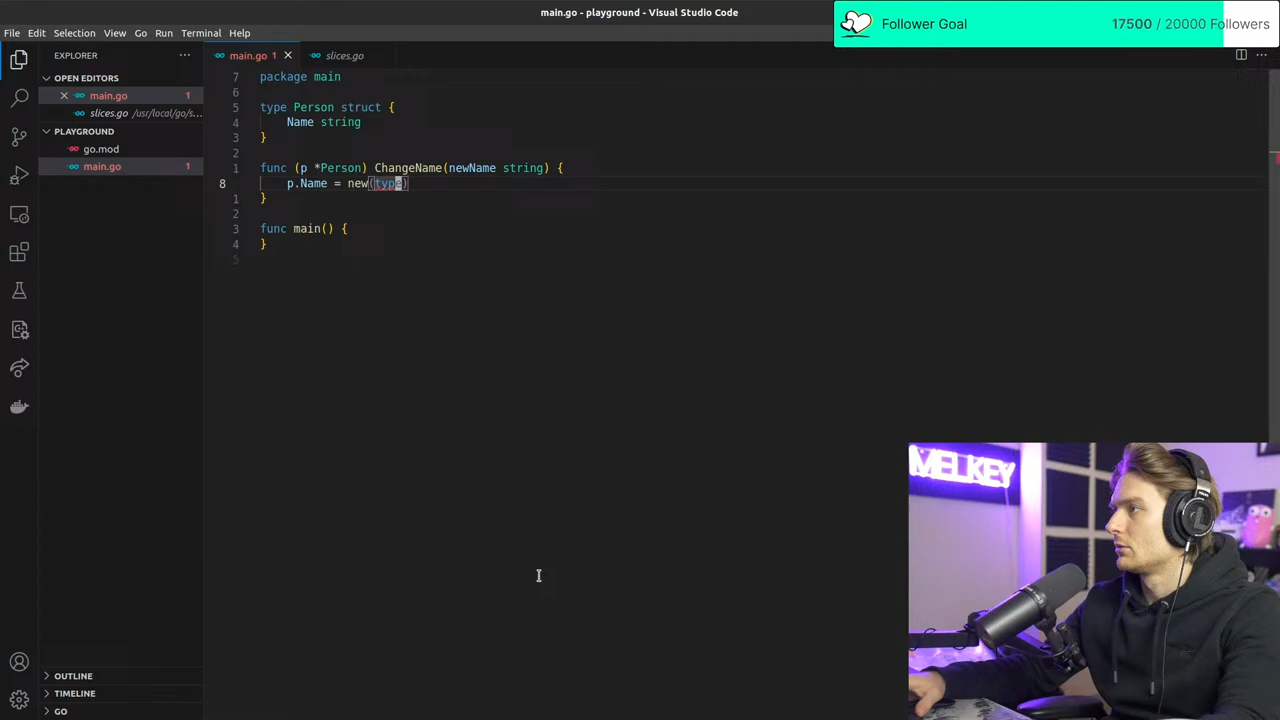 main.go - playground - Visual Studio Code
Follower Goal 17500 / 20000 Followers
File Edit Selection View Go Run Terminal Help
EXPLORER
main.go 1
slices.go
OPEN EDITORS
main.go 1
slices.go /usr/local/go/s...
PLAYGROUND
go.mod
main.go 1
7 package main
6
5 type Person struct {
4 Name string
3 }
2
1 func (p *Person) ChangeName(newName string) {
8 p.Name = new(type)
1 }
2
3 func main() {
4 }
5
MELKEY
OUTLINE
TIMELINE
GO